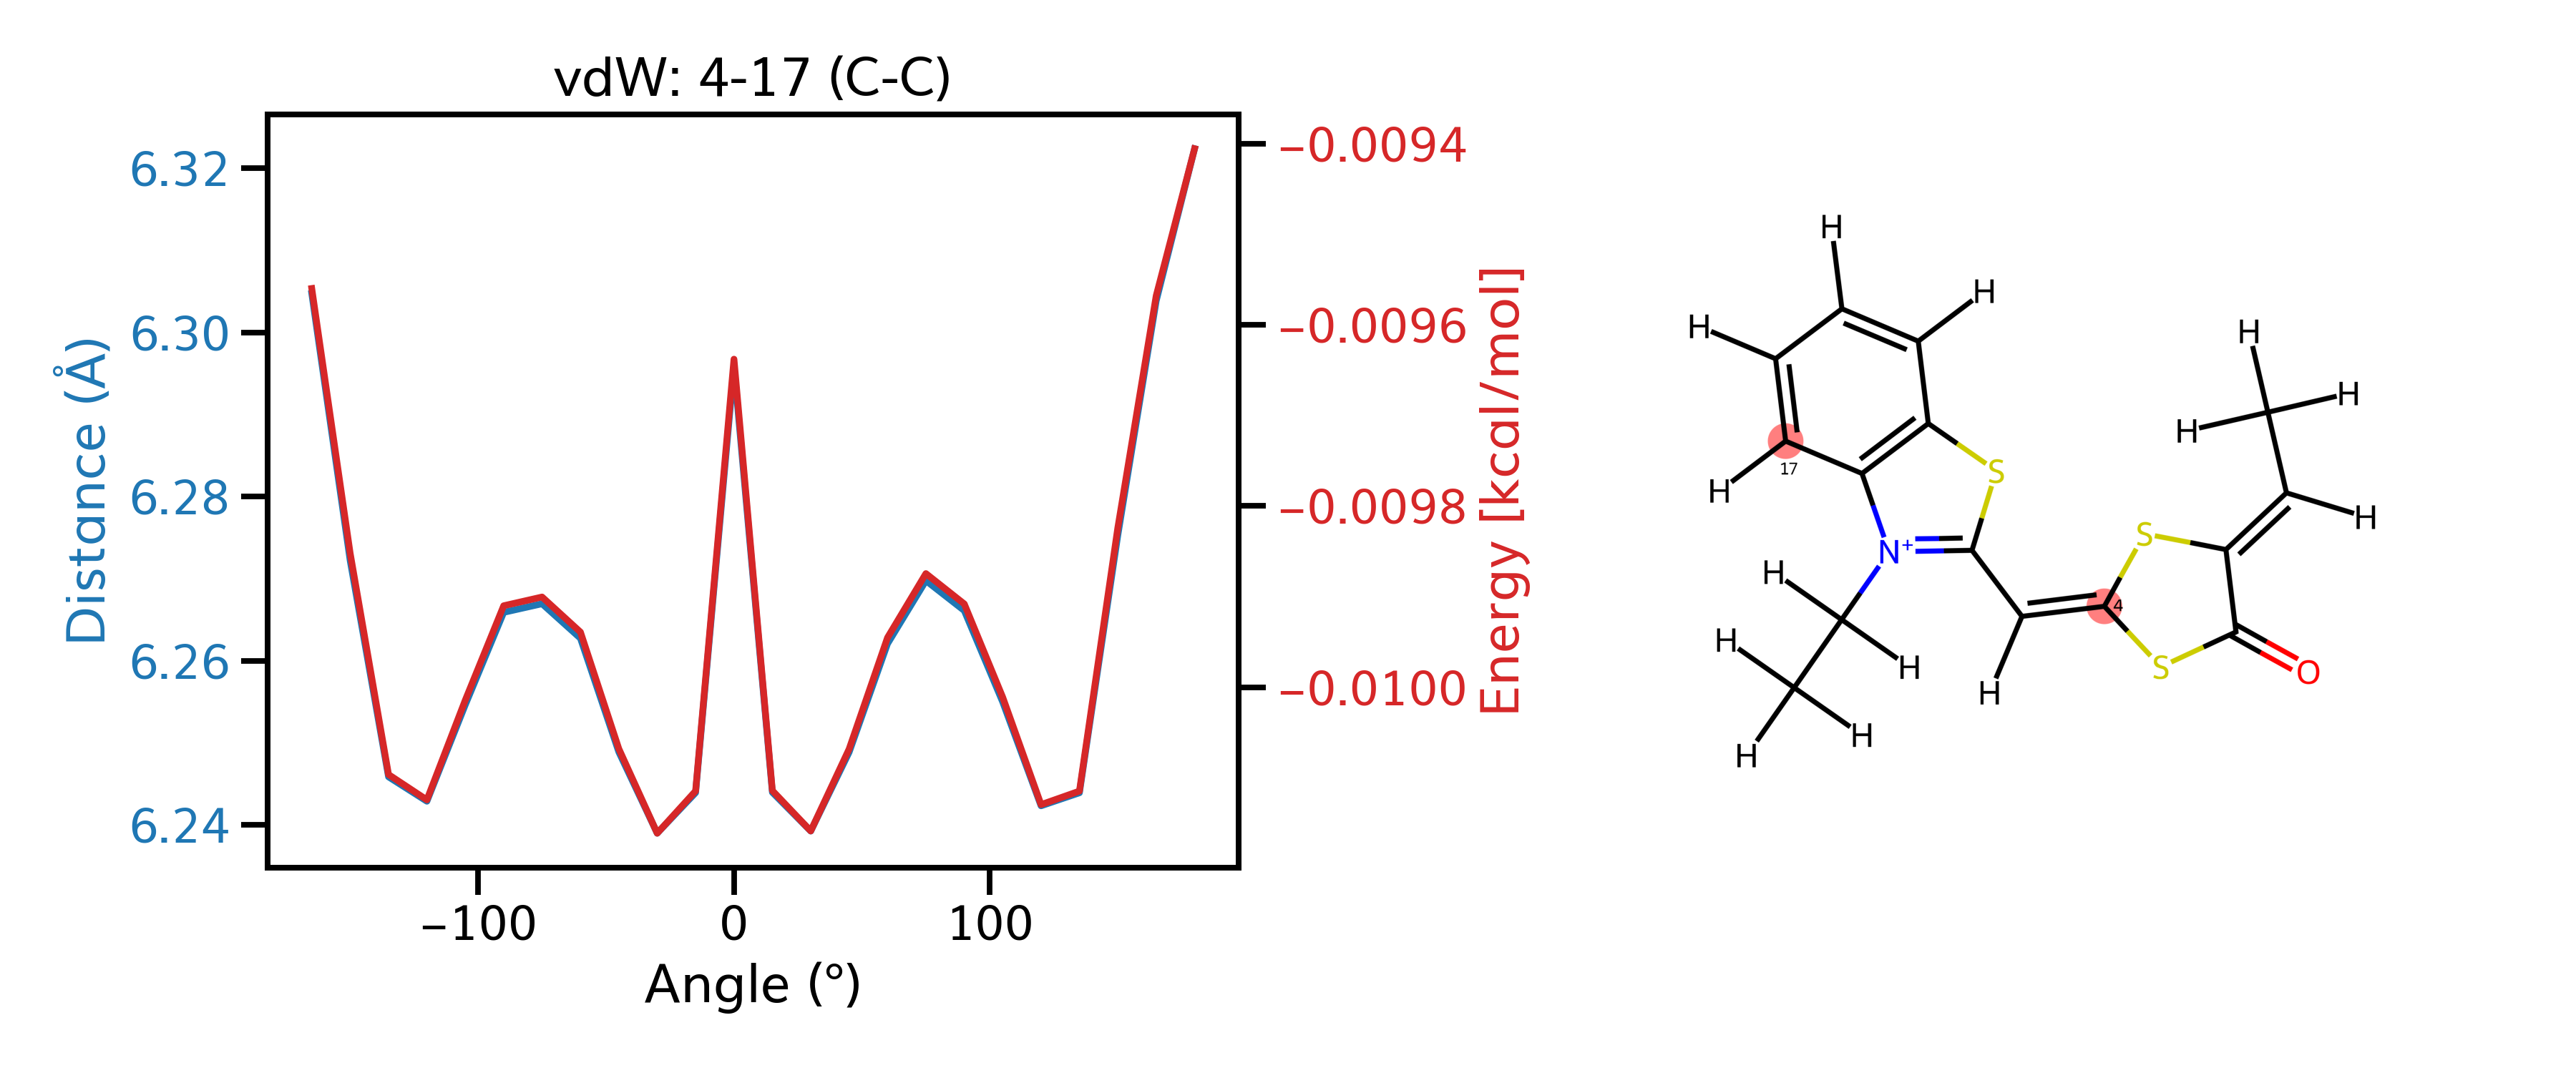 vdW: 4-17 (C-C)
6.32
6.30
6.28
6.26
6.24
Distance (Å)
−0.0094
−0.0096
−0.0098
−0.0100
Energy [kcal/mol]
−100 0 100
Angle (°)
H
H
H
H
H
H
H
17
S
H
H
S
N+
H
4
H
H
S
O
H
H
H